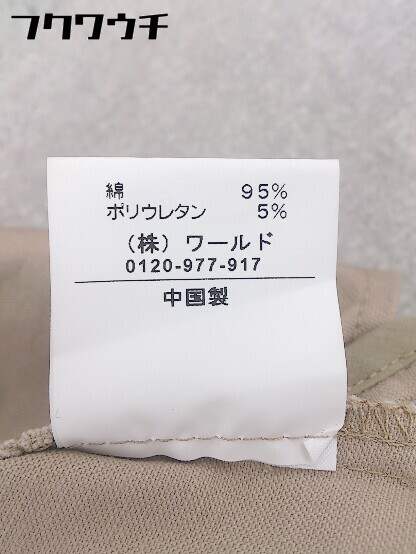 フクワウチ
綿 95%
ポリウレタン 5%
(株) ワールド
0120-977-917
中国製